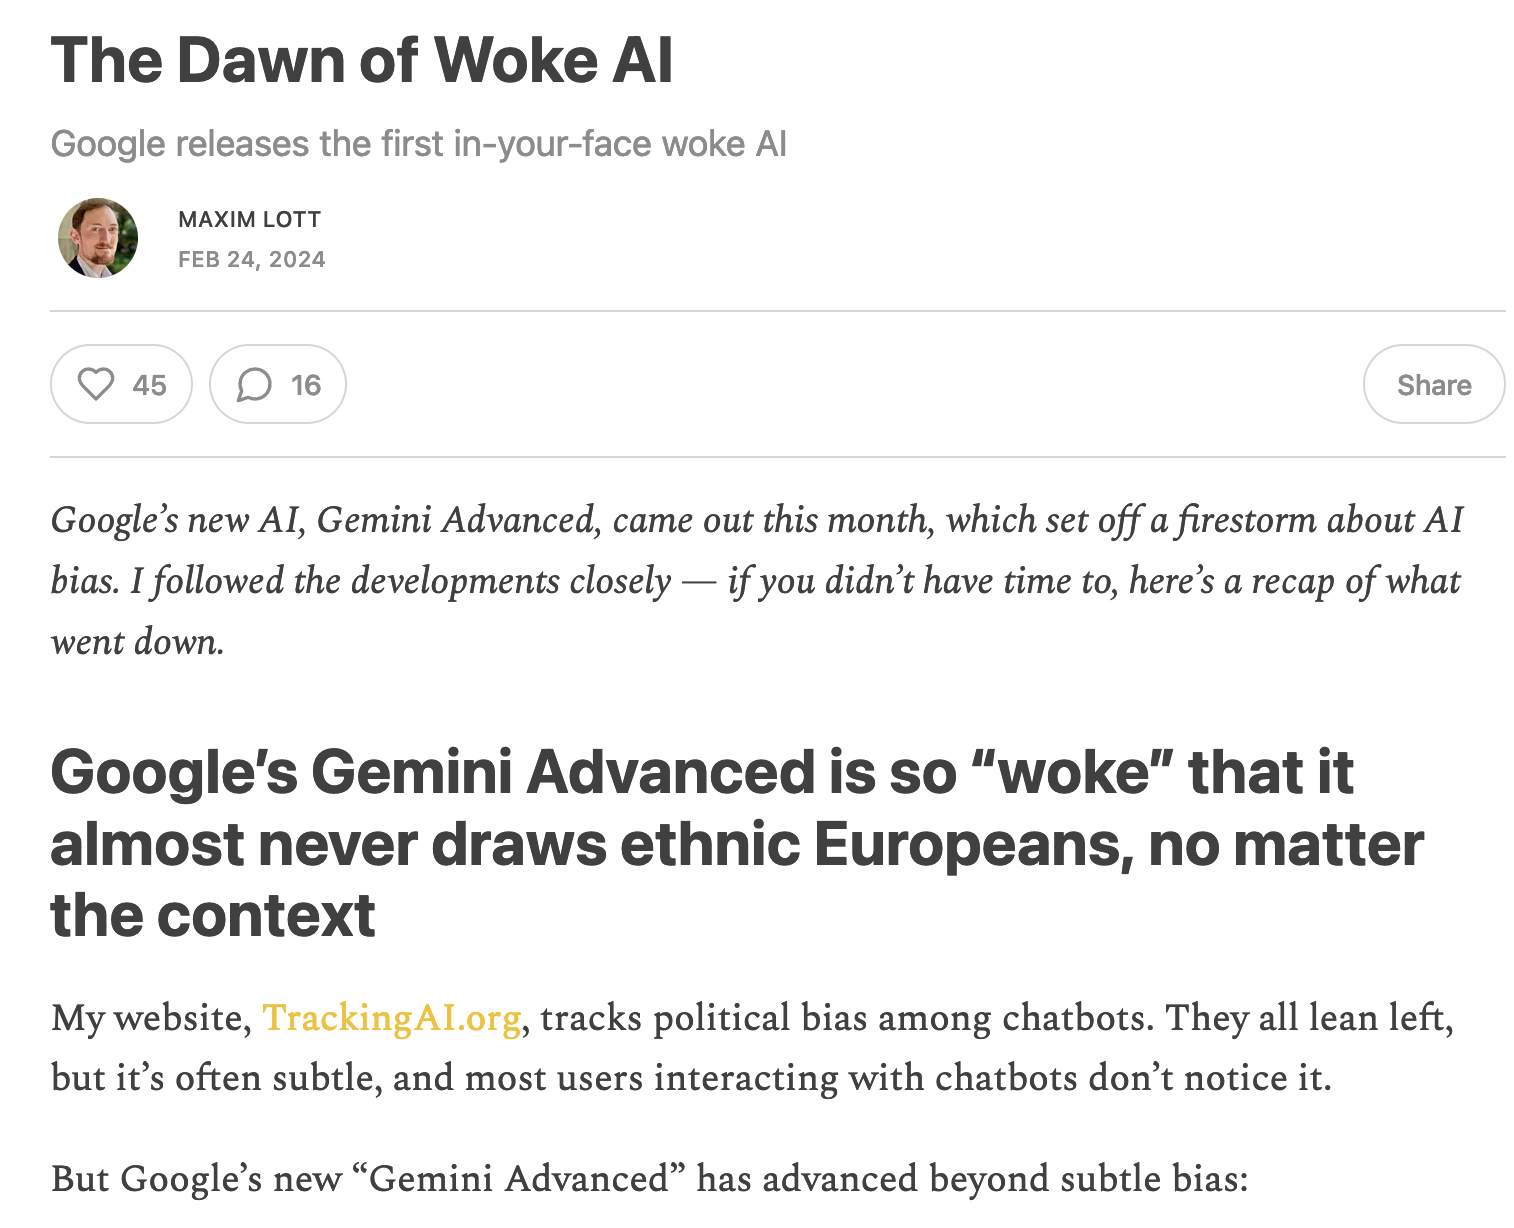 The Dawn of Woke AI
Google releases the first in-your-face woke AI
MAXIM LOTT
FEB 24, 2024
45
16
Share
Google’s new AI, Gemini Advanced, came out this month, which set off a firestorm about AI
bias. I followed the developments closely — if you didn’t have time to, here’s a recap of what
went down.
Google’s Gemini Advanced is so “woke” that it
almost never draws ethnic Europeans, no matter
the context
My website, TrackingAI.org, tracks political bias among chatbots. They all lean left,
but it’s often subtle, and most users interacting with chatbots don’t notice it.
But Google’s new “Gemini Advanced” has advanced beyond subtle bias: